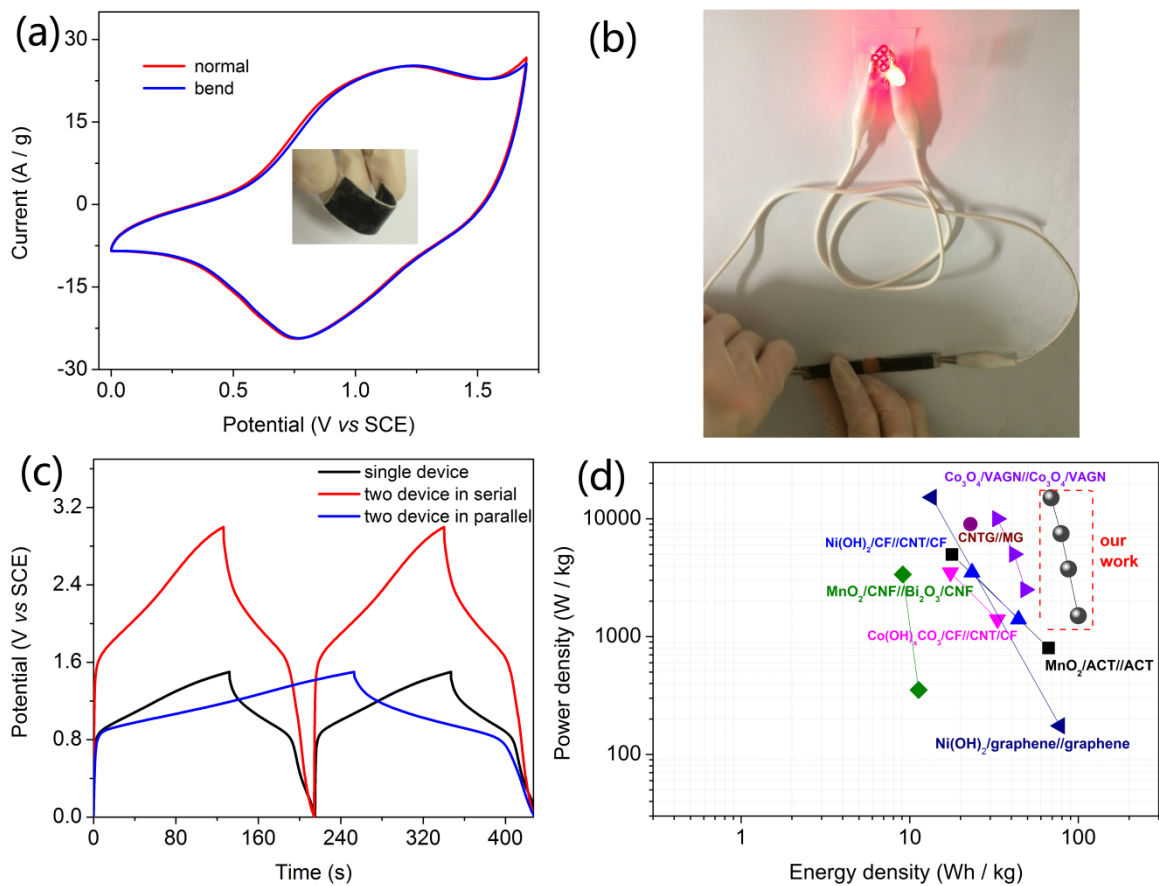 (a)
30
15
0
-15
-30
Current (A / g)
normal
bend
0.0
0.5
1.0
1.5
Potential (V vs SCE)
(b)
(c)
3.2
2.4
1.6
0.8
0.0
Potential (V vs SCE)
single device
two device in serial
two device in parallel
0
80
160
240
320
400
Time (s)
(d)
10000
1000
100
Power density (W / kg)
Co₃O₄/VAGN//Co₃O₄/VAGN
CNTG//MG
Ni(OH)₂/CF//CNT/CF
our
work
MnO₂/CNF//Bi₂O₃/CNF
Co(OH)ₓCO₃/CF//CNT/CF
MnO₂/ACT//ACT
Ni(OH)₂/graphene//graphene
1
10
100
Energy density (Wh / kg)